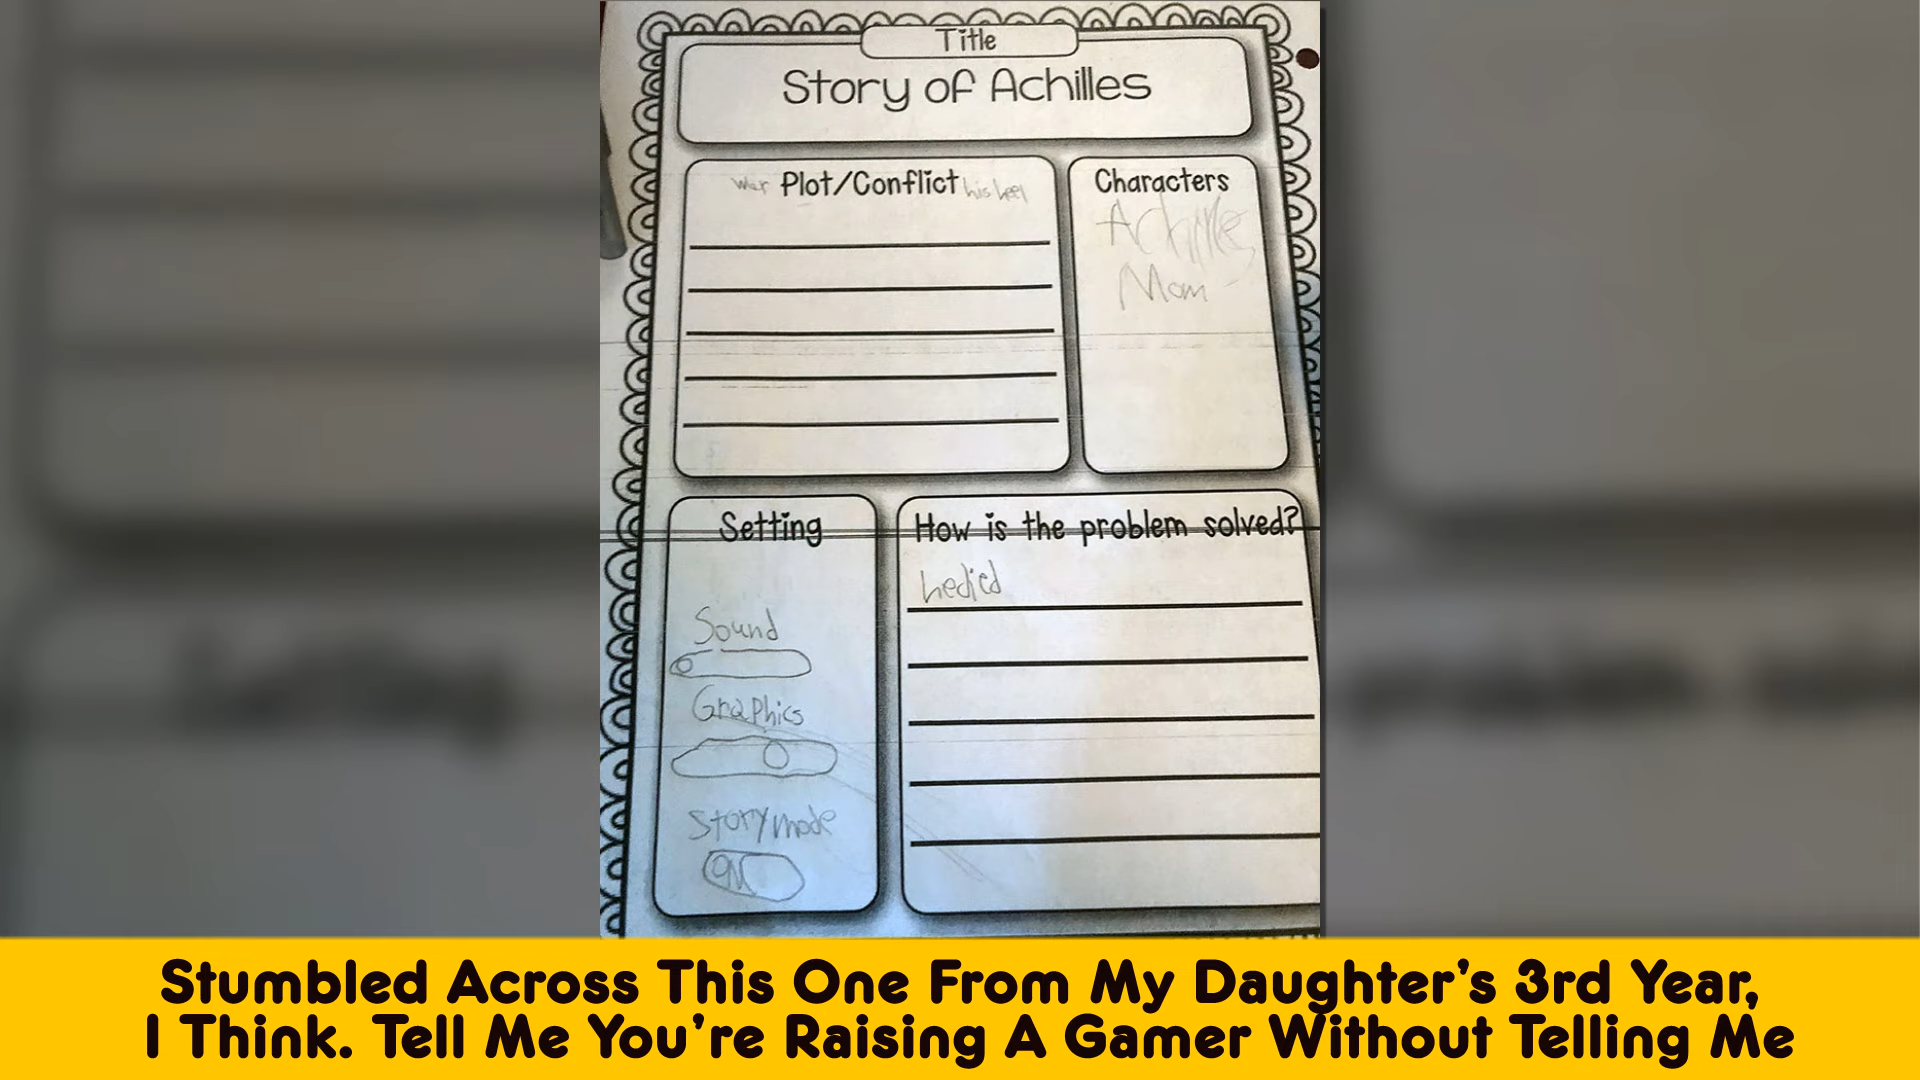 Title
Story of Achilles
war Plot/Conflict his heel
Characters
Achilles
Mom
Setting
Sound
Graphics
Story mode
ON
How is the problem solved?
he died
Stumbled Across This One From My Daughter's 3rd Year,
I Think. Tell Me You're Raising A Gamer Without Telling Me